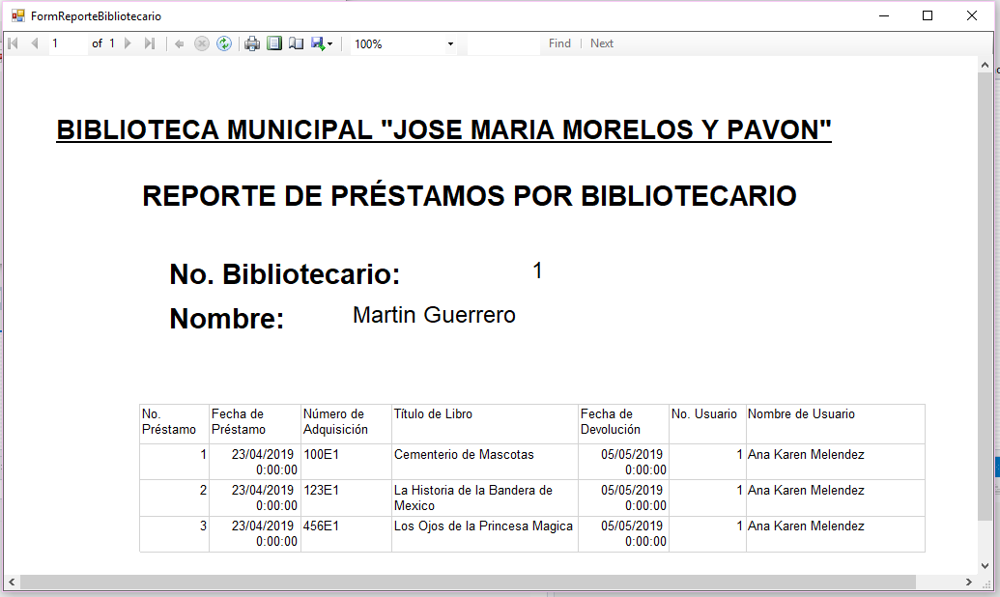 FormReporteBibliotecario
1 of 1 100% Find Next
BIBLIOTECA MUNICIPAL "JOSE MARIA MORELOS Y PAVON"
REPORTE DE PRÉSTAMOS POR BIBLIOTECARIO
No. Bibliotecario: 1
Nombre: Martin Guerrero
No. Fecha de Número de Título de Libro Fecha de No. Usuario Nombre de Usuario
Préstamo Préstamo Adquisición Devolución
1 23/04/2019 100E1 Cementerio de Mascotas 05/05/2019 1 Ana Karen Melendez
0:00:00 0:00:00
2 23/04/2019 123E1 La Historia de la Bandera de 05/05/2019 1 Ana Karen Melendez
0:00:00 Mexico 0:00:00
3 23/04/2019 456E1 Los Ojos de la Princesa Magica 05/05/2019 1 Ana Karen Melendez
0:00:00 0:00:00